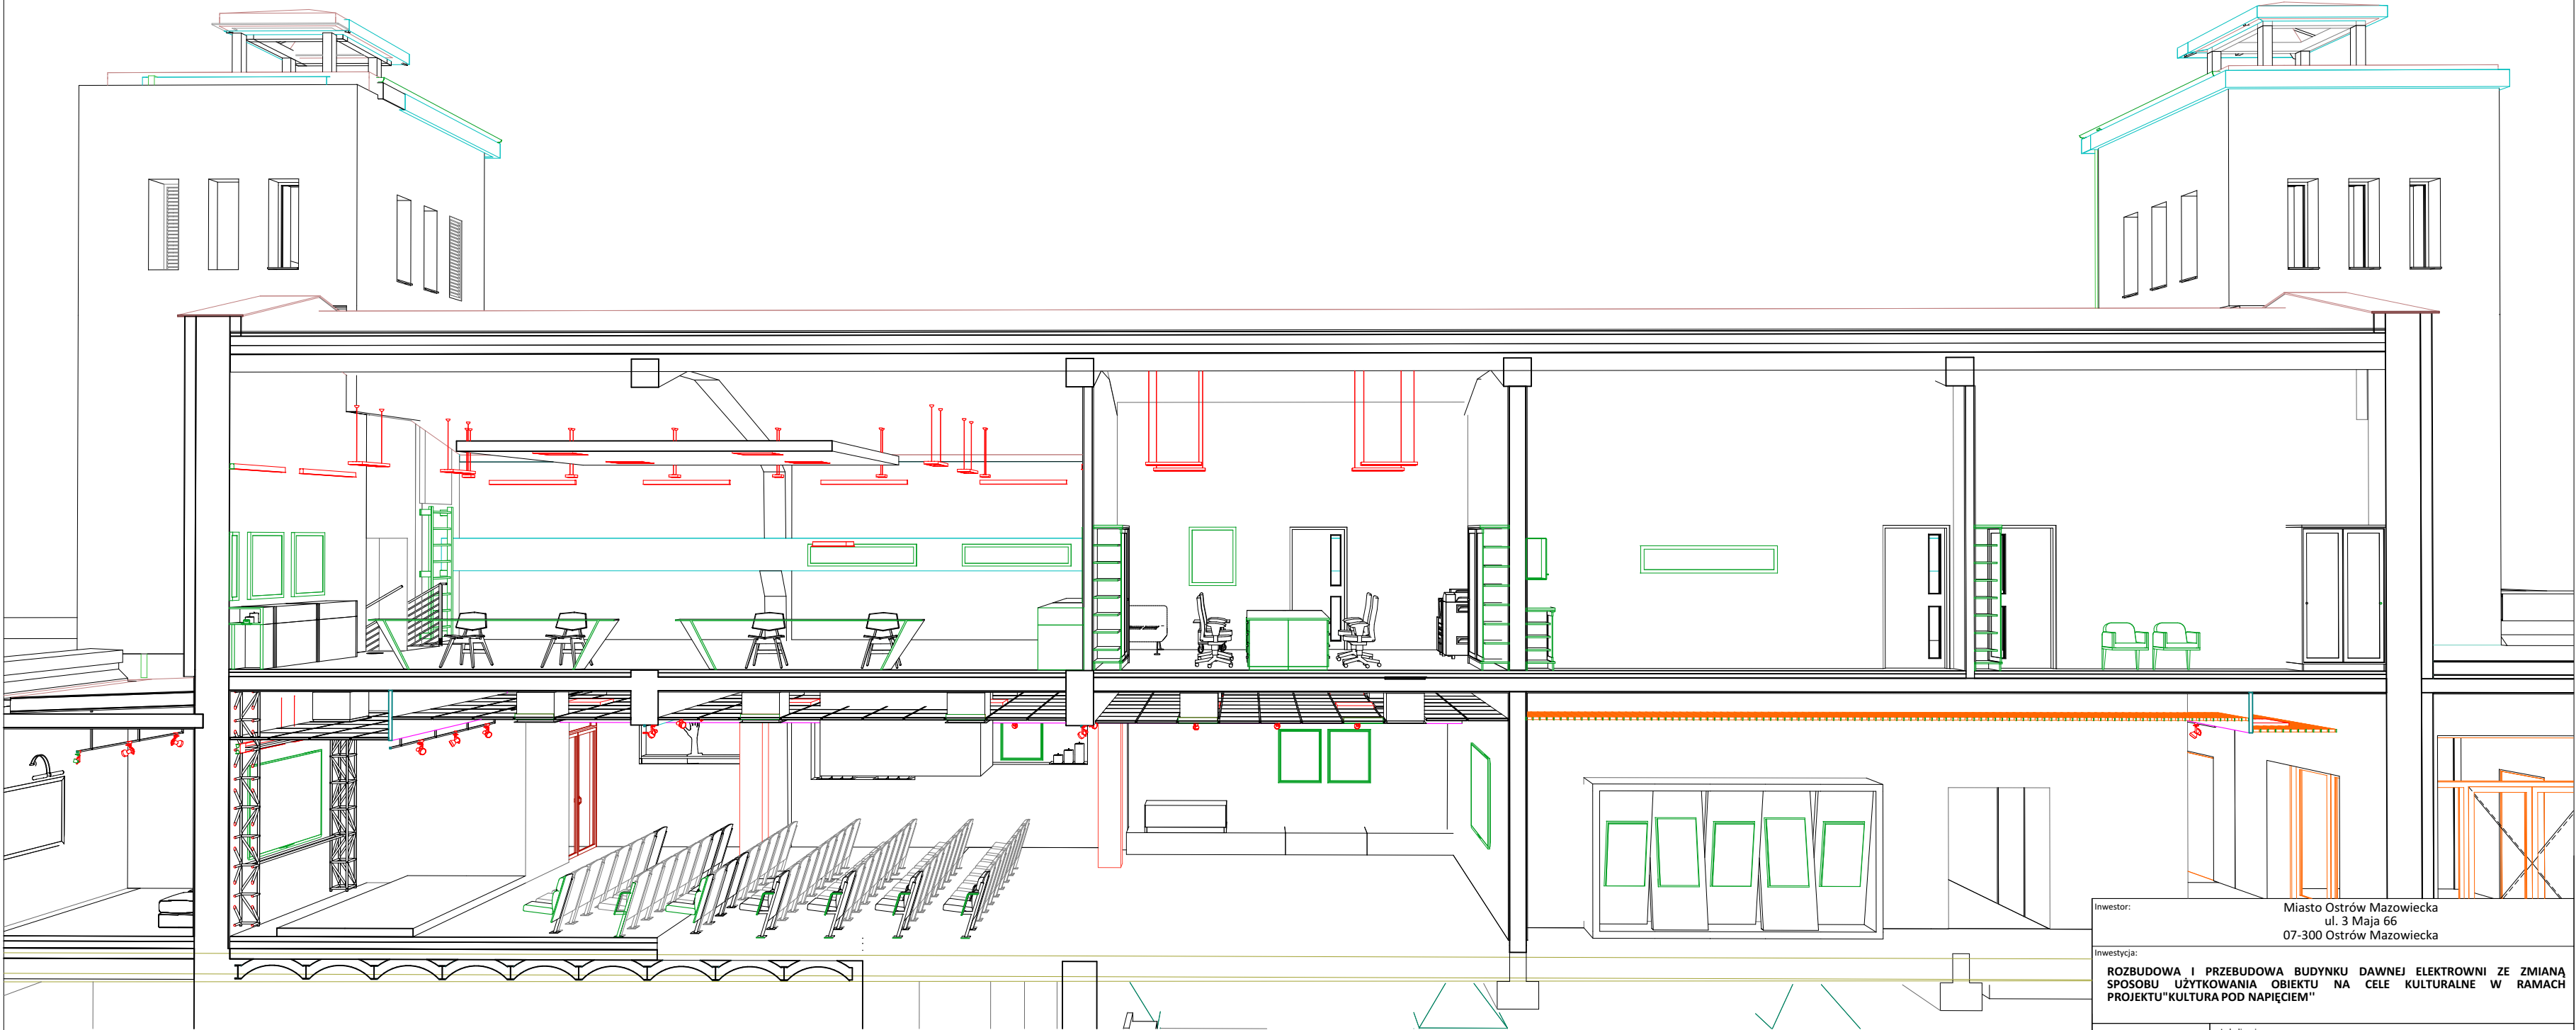 Inwestor:
Miasto Ostrów Mazowiecka
ul. 3 Maja 66
07-300 Ostrów Mazowiecka
Inwestycja:
ROZBUDOWA I PRZEBUDOWA BUDYNKU DAWNEJ ELEKTROWNI ZE ZMIANĄ
SPOSOBU UŻYTKOWANIA OBIEKTU NA CELE KULTURALNE W RAMACH
PROJEKTU"KULTURA POD NAPIĘCIEM"